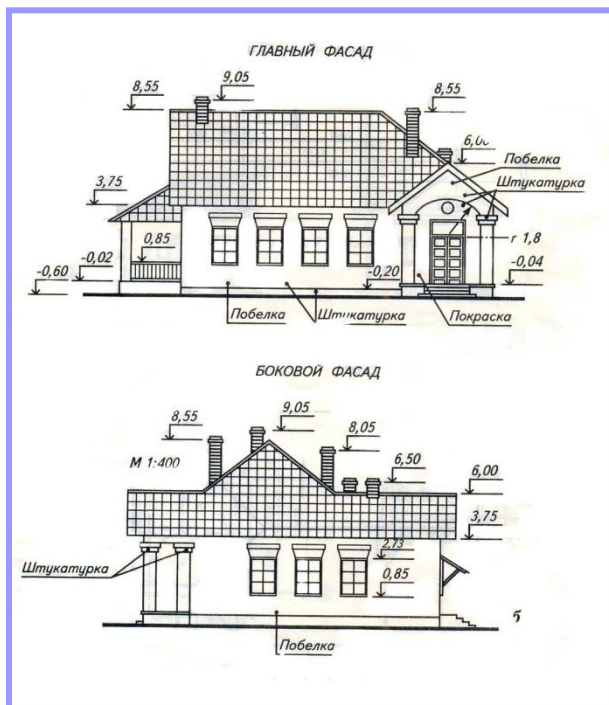 ГЛАВНЫЙ ФАСАД
9,05
8,55
8,55
6,00
Побелка
Штукатурка
3,75
0,85
r 1,8
-0,02
-0,20
-0,04
-0,60
Побелка
Штукатурка
Покраска
БОКОВОЙ ФАСАД
9,05
8,55
8,05
М 1:400
6,50
6,00
3,75
2,73
Штукатурка
0,85
б
Побелка